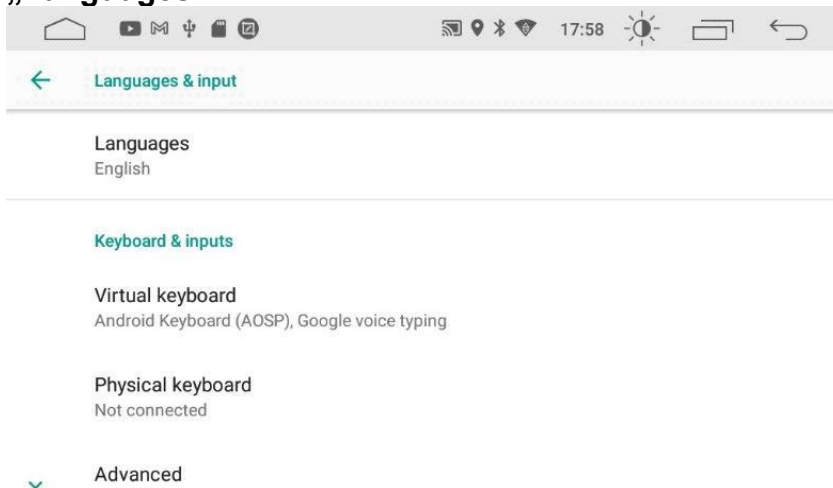 „Languages
17:58
Languages & input
Languages
English
Keyboard & inputs
Virtual keyboard
Android Keyboard (AOSP), Google voice typing
Physical keyboard
Not connected
Advanced